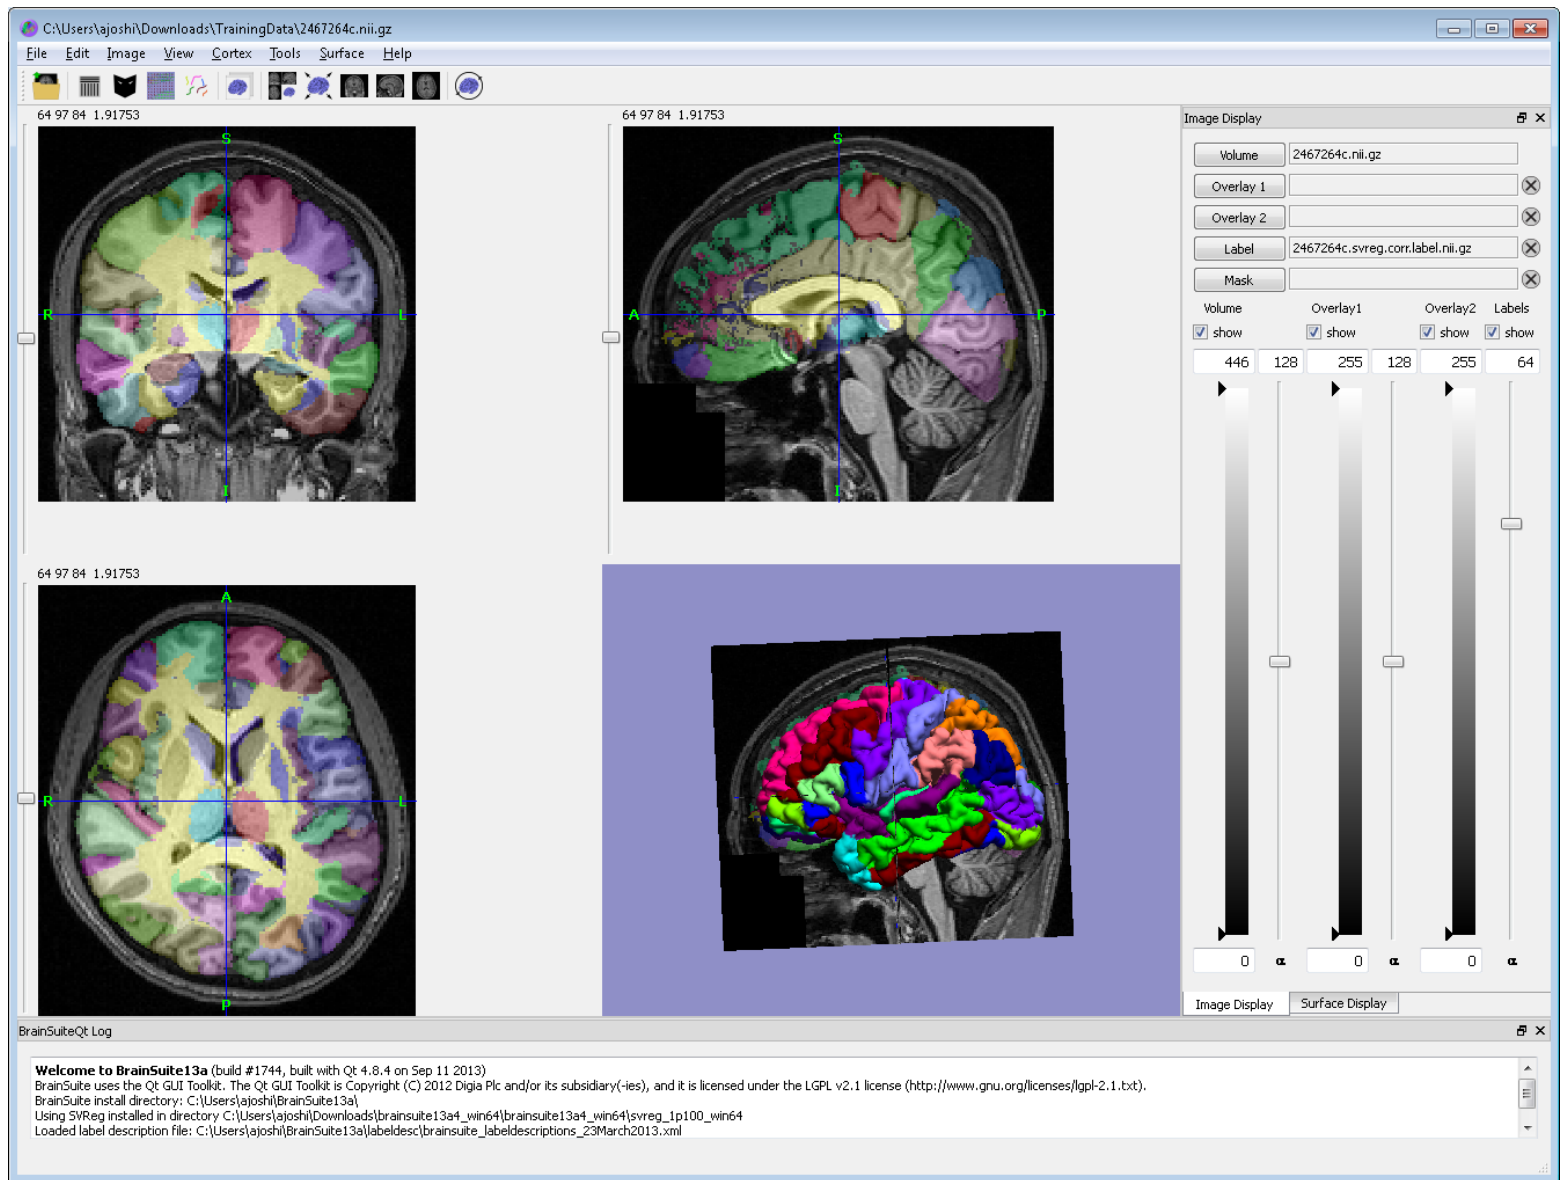 C:\Users\ajoshi\Downloads\TrainingData\2467264c.nii.gz
File Edit Image View Cortex Tools Surface Help
64 97 84 1.91753
S
R
L
I
64 97 84 1.91753
S
A
P
I
64 97 84 1.91753
A
R
L
P
Image Display
Volume 2467264c.nii.gz
Overlay 1
Overlay 2
Label 2467264c.svreg.corr.label.nii.gz
Mask
Volume Overlay1 Overlay2 Labels
show show show show
446 128 255 128 255 64
0 α 0 α 0 α
Image Display Surface Display
BrainSuiteQt Log
Welcome to BrainSuite13a (build #1744, built with Qt 4.8.4 on Sep 11 2013)
BrainSuite uses the Qt GUI Toolkit. The Qt GUI Toolkit is Copyright (C) 2012 Digia Plc and/or its subsidiary(-ies), and it is licensed under the LGPL v2.1 license (http://www.gnu.org/licenses/lgpl-2.1.txt).
BrainSuite install directory: C:\Users\ajoshi\BrainSuite13a\
Using SVReg installed in directory C:\Users\ajoshi\Downloads\brainsuite13a4_win64\brainsuite13a4_win64\svreg_1p100_win64
Loaded label description file: C:\Users\ajoshi\BrainSuite13a\labeldesc\brainsuite_labeldescriptions_23March2013.xml